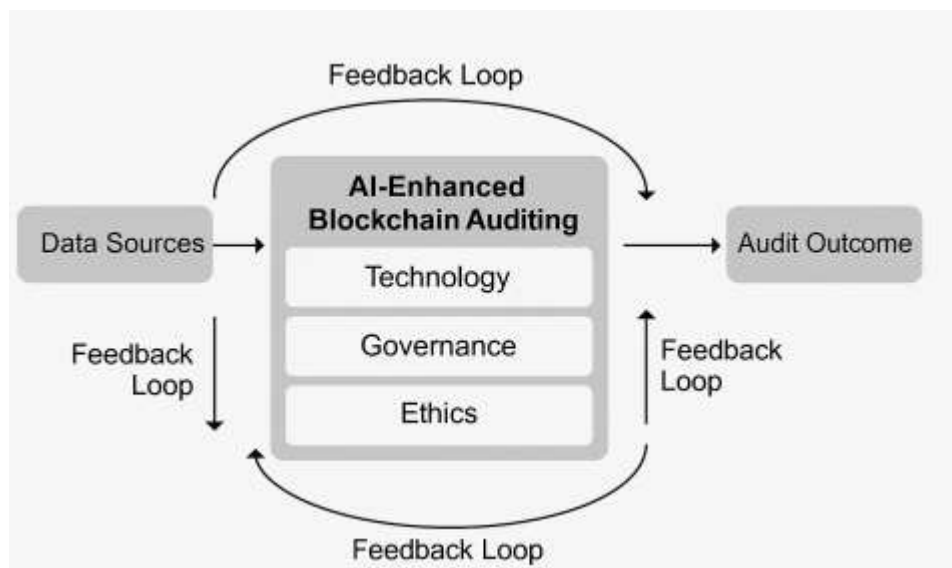 Feedback Loop
AI-Enhanced
Blockchain Auditing
Data Sources
Audit Outcome
Technology
Governance
Ethics
Feedback
Loop
Feedback
Loop
Feedback Loop